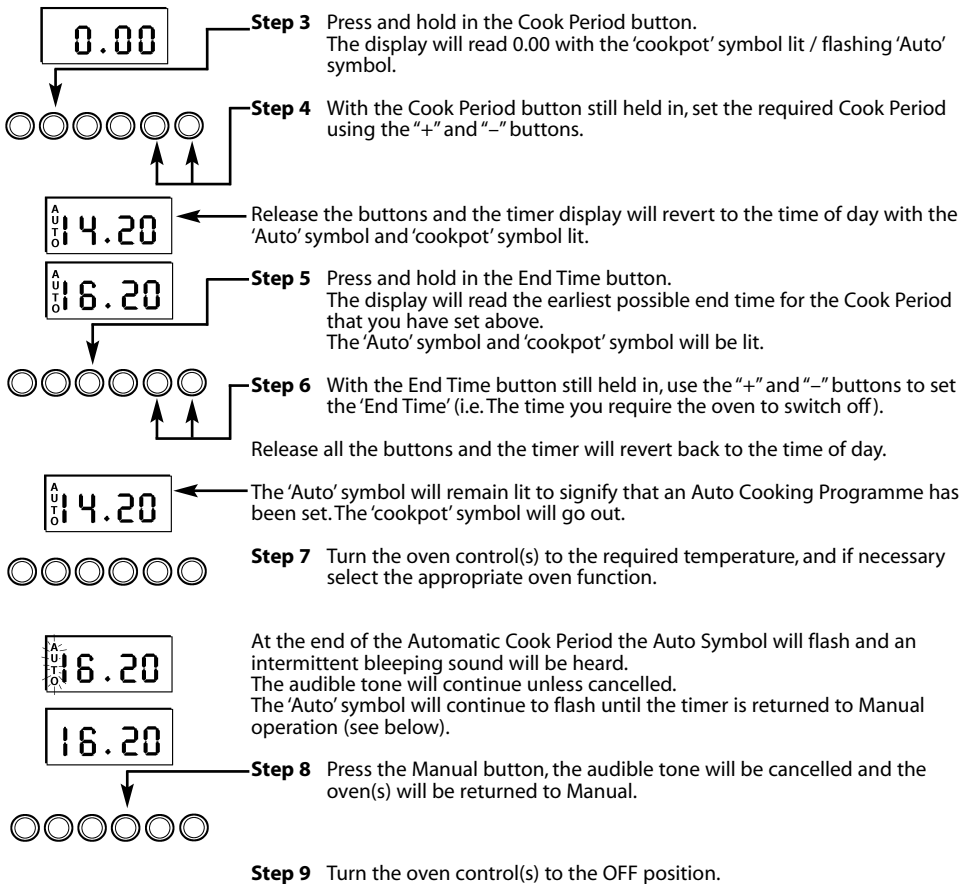 0.00
Step 3 Press and hold in the Cook Period button.
The display will read 0.00 with the ‘cookpot’ symbol lit / flashing ‘Auto’
symbol.
Step 4 With the Cook Period button still held in, set the required Cook Period
using the “+” and “–” buttons.
AUTO 14.20
Release the buttons and the timer display will revert to the time of day with the
‘Auto’ symbol and ‘cookpot’ symbol lit.
AUTO 16.20
Step 5 Press and hold in the End Time button.
The display will read the earliest possible end time for the Cook Period
that you have set above.
The ‘Auto’ symbol and ‘cookpot’ symbol will be lit.
Step 6 With the End Time button still held in, use the “+” and “–” buttons to set
the ‘End Time’ (i.e. The time you require the oven to switch off).
Release all the buttons and the timer will revert back to the time of day.
AUTO 14.20
The ‘Auto’ symbol will remain lit to signify that an Auto Cooking Programme has
been set. The ‘cookpot’ symbol will go out.
Step 7 Turn the oven control(s) to the required temperature, and if necessary
select the appropriate oven function.
AUTO 16.20
At the end of the Automatic Cook Period the Auto Symbol will flash and an
intermittent bleeping sound will be heard.
The audible tone will continue unless cancelled.
The ‘Auto’ symbol will continue to flash until the timer is returned to Manual
operation (see below).
16.20
Step 8 Press the Manual button, the audible tone will be cancelled and the
oven(s) will be returned to Manual.
Step 9 Turn the oven control(s) to the OFF position.